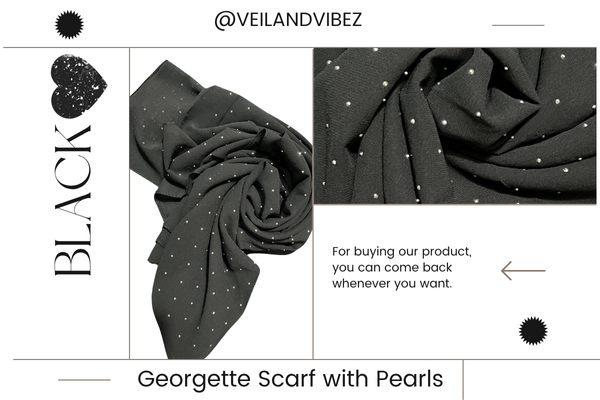 @VEILANDVIBEZ
BLACK
For buying our product,
you can come back
whenever you want.
Georgette Scarf with Pearls